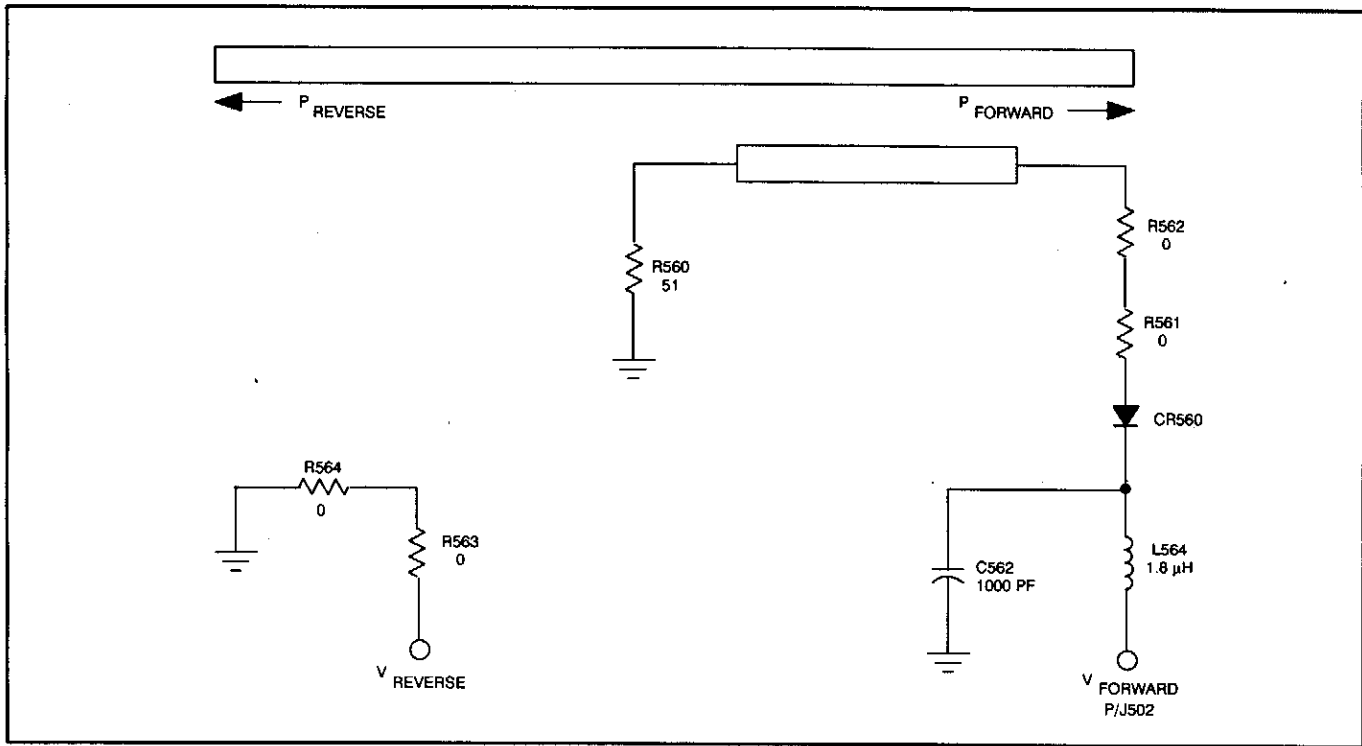 P REVERSE
P FORWARD
R562
0
R560
51
R561
0
CR560
R564
0
R563
0
C562
1000 PF
L564
1.8 µH
V REVERSE
V FORWARD
P/J502